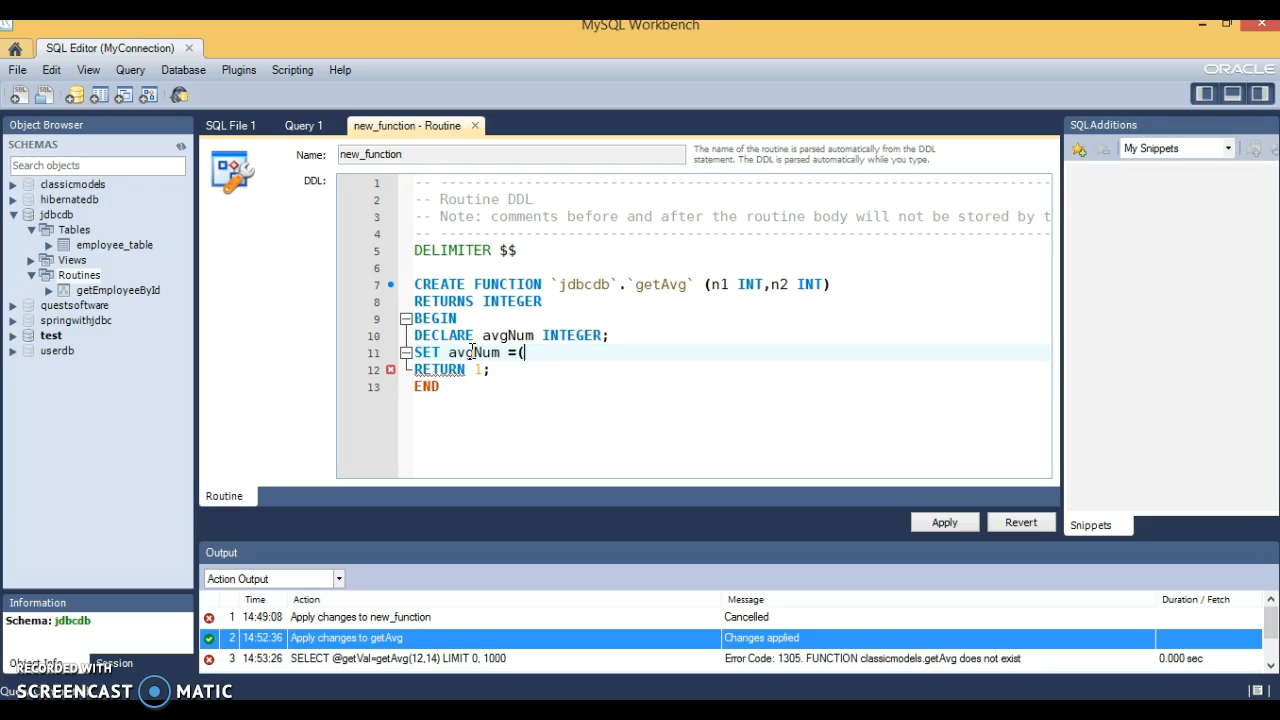 MySQL Workbench
SQL Editor (MyConnection)
File Edit View Query Database Plugins Scripting Help
ORACLE
Object Browser
SCHEMAS
Search objects
classicmodels
hibernatedb
jdbcdb
Tables
employee_table
Views
Routines
getEmployeeById
questsoftware
springwithjdbc
test
userdb
Information
Schema: jdbcdb
Session
SQL File 1 Query 1 new_function - Routine
Name: new_function
The name of the routine is parsed automatically from the DDL
statement. The DDL is parsed automatically while you type.
DDL:
1 -- ----------------------------------------------------------------------------
2 -- Routine DDL
3 -- Note: comments before and after the routine body will not be stored by t
4 -- ----------------------------------------------------------------------------
5 DELIMITER $$
6
7 CREATE FUNCTION `jdbcdb`.`getAvg` (n1 INT,n2 INT)
8 RETURNS INTEGER
9 BEGIN
10 DECLARE avgNum INTEGER;
11 SET avgNum =(
12 RETURN 1;
13 END
Routine
Apply Revert
SQLAdditions
My Snippets
Snippets
Output
Action Output
Time Action Message Duration / Fetch
1 14:49:08 Apply changes to new_function Cancelled
2 14:52:36 Apply changes to getAvg Changes applied
3 14:53:26 SELECT @getVal=getAvg(12,14) LIMIT 0, 1000 Error Code: 1305. FUNCTION classicmodels.getAvg does not exist 0.000 sec
RECORDED WITH
SCREENCAST MATIC